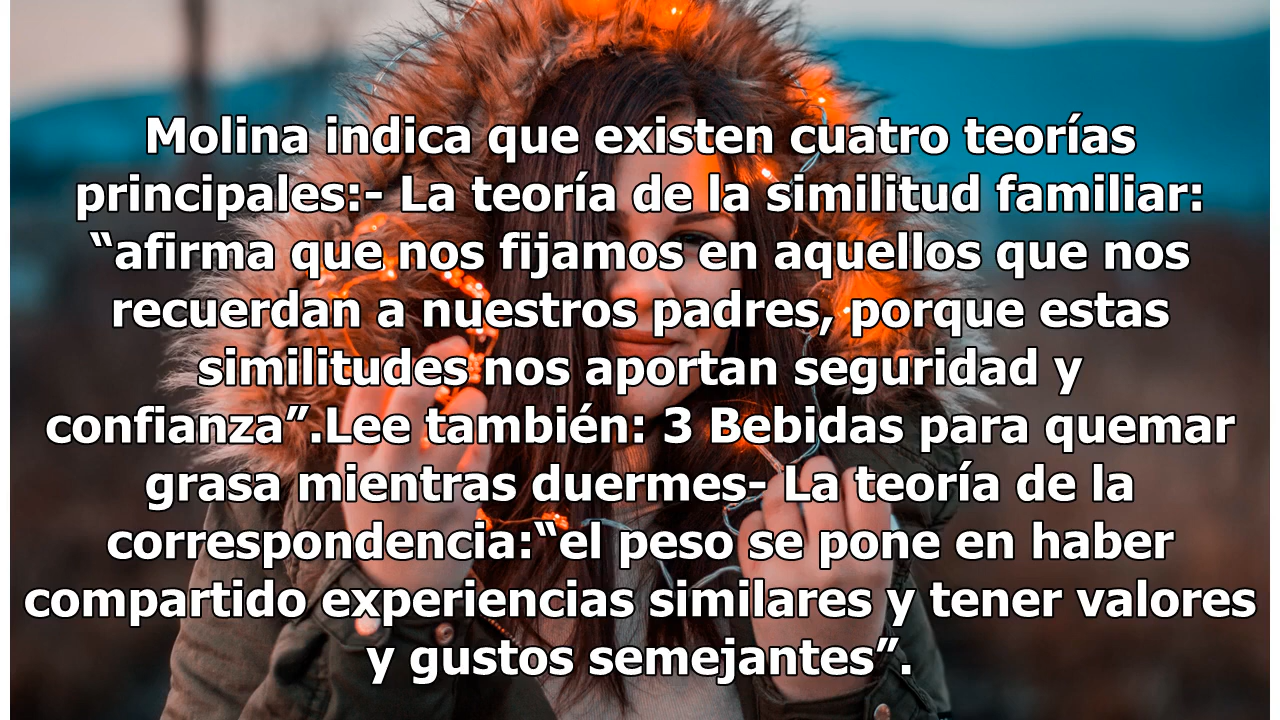 Molina indica que existen cuatro teorías
principales:- La teoría de la similitud familiar:
“afirma que nos fijamos en aquellos que nos
recuerdan a nuestros padres, porque estas
similitudes nos aportan seguridad y
confianza”.Lee también: 3 Bebidas para quemar
grasa mientras duermes- La teoría de la
correspondencia:“el peso se pone en haber
compartido experiencias similares y tener valores
y gustos semejantes”.